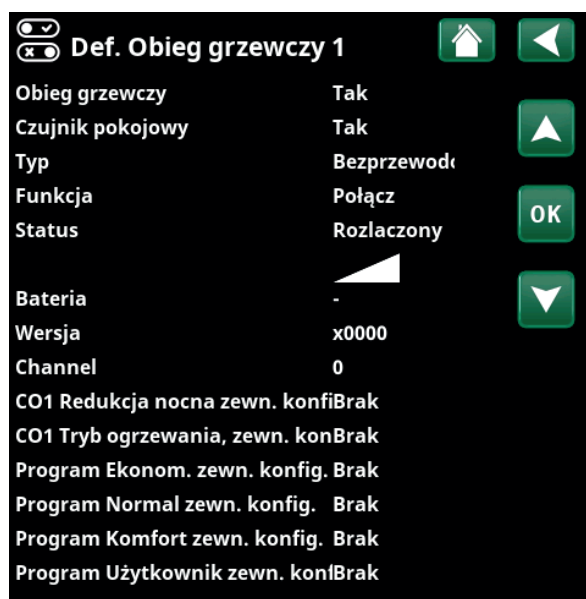 Def. Obieg grzewczy 1
Obieg grzewczy Tak
Czujnik pokojowy Tak
Typ Bezprzewodo
Funkcja Połącz
OK
Status Rozlaczony
Bateria -
Wersja x0000
Channel 0
CO1 Redukcja nocna zewn. konfiBrak
CO1 Tryb ogrzewania, zewn. konBrak
Program Ekonom. zewn. konfig. Brak
Program Normal zewn. konfig. Brak
Program Komfort zewn. konfig. Brak
Program Użytkownik zewn. konfBrak